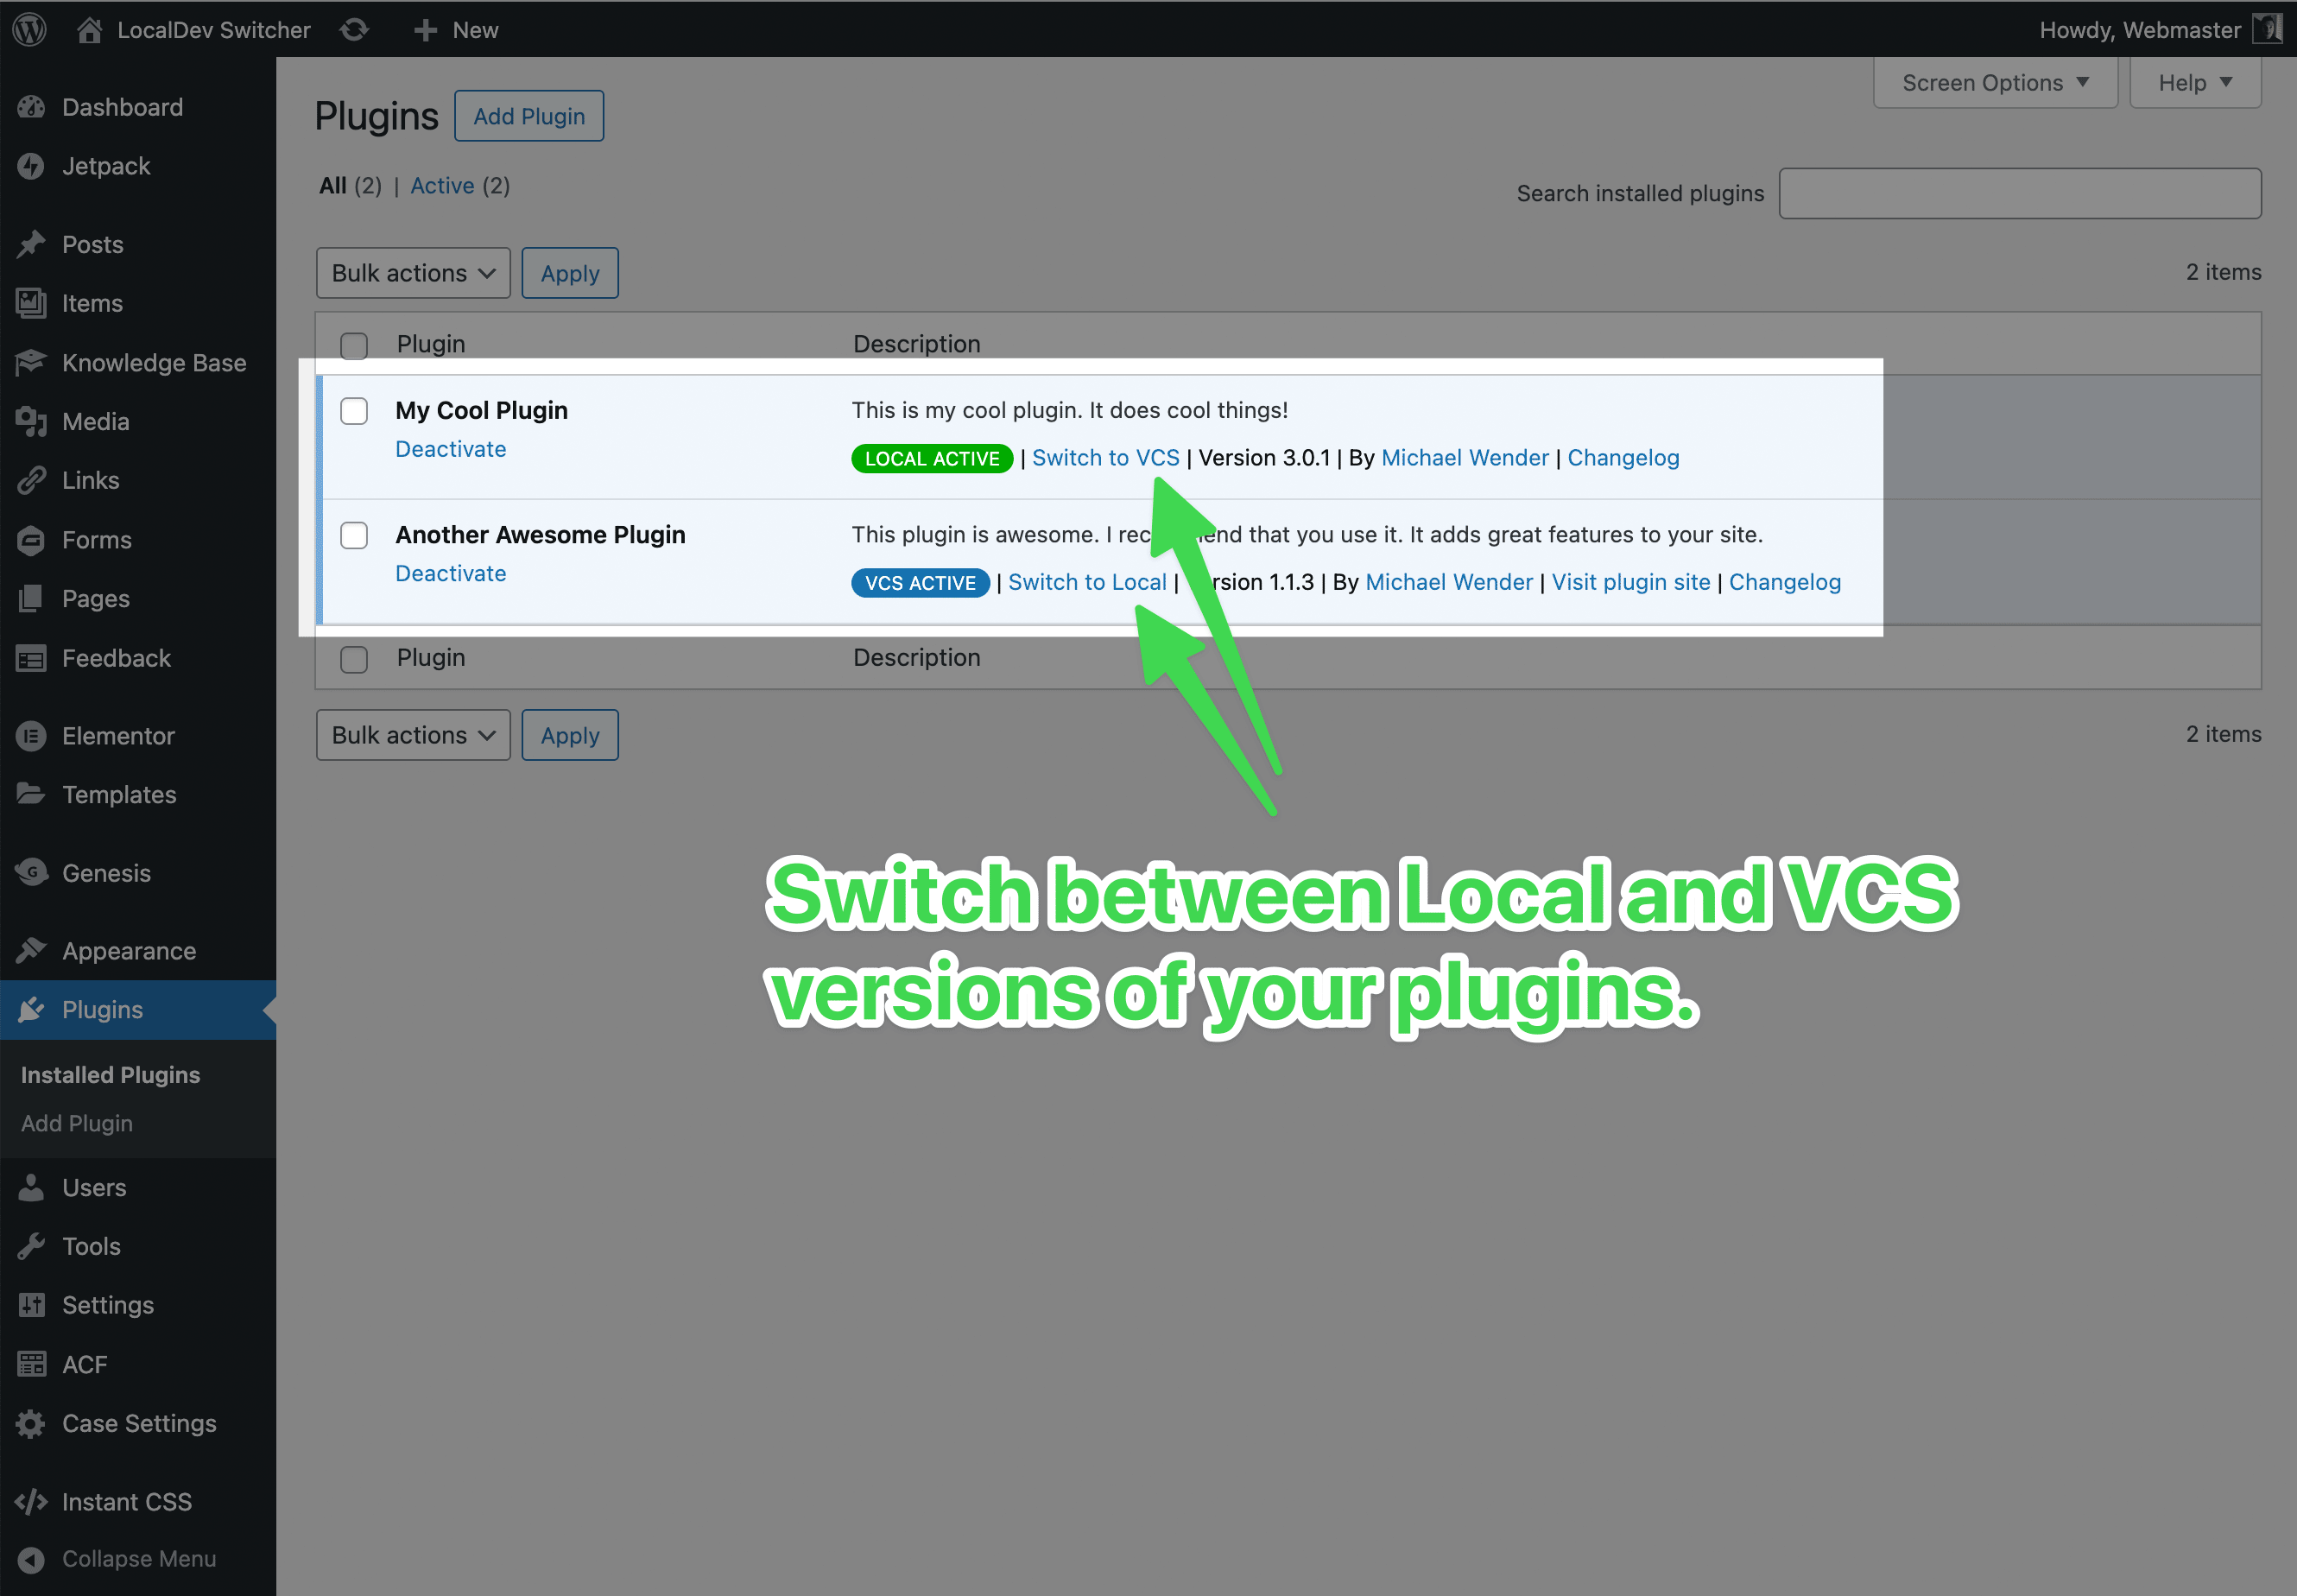 LocalDev Switcher
New
Howdy, Webmaster
Dashboard
Jetpack
Posts
Items
Knowledge Base
Media
Links
Forms
Pages
Feedback
Elementor
Templates
Genesis
Appearance
Plugins
Installed Plugins
Add Plugin
Users
Tools
Settings
ACF
Case Settings
Instant CSS
Collapse Menu
Screen Options
Help
Plugins
Add Plugin
All (2) | Active (2)
Search installed plugins
Bulk actions
Apply
2 items
Plugin
Description
My Cool Plugin
Deactivate
This is my cool plugin. It does cool things!
LOCAL ACTIVE | Switch to VCS | Version 3.0.1 | By Michael Wender | Changelog
Another Awesome Plugin
Deactivate
This plugin is awesome. I that you use it. It adds great features to your site.
VCS ACTIVE | Switch to Local | 1.1.3 | By Michael Wender | Visit plugin site | Changelog
Plugin
Description
Bulk actions
Apply
2 items
Switch between Local and VCS
versions of your plugins.